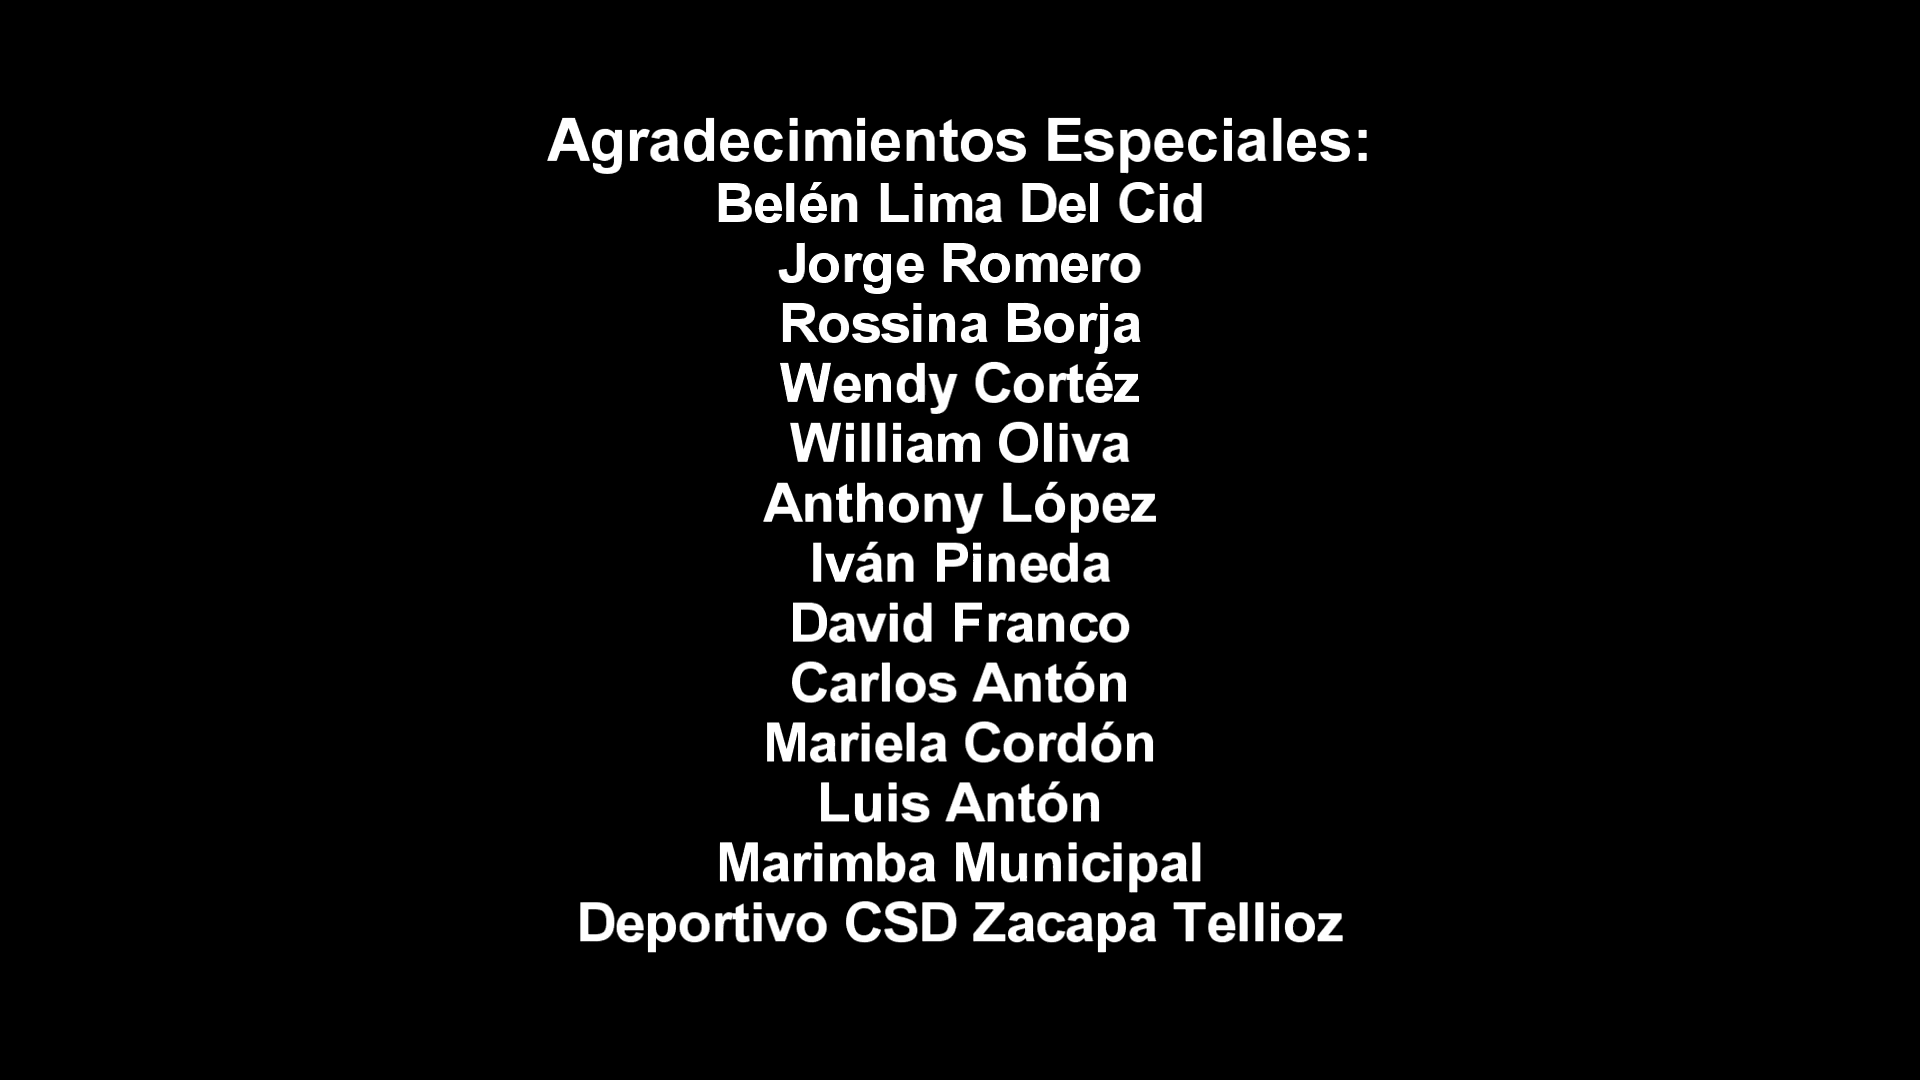 Agradecimientos Especiales:
Belén Lima Del Cid
Jorge Romero
Rossina Borja
Wendy Cortéz
William Oliva
Anthony López
Iván Pineda
David Franco
Carlos Antón
Mariela Cordón
Luis Antón
Marimba Municipal
Deportivo CSD Zacapa Tellioz